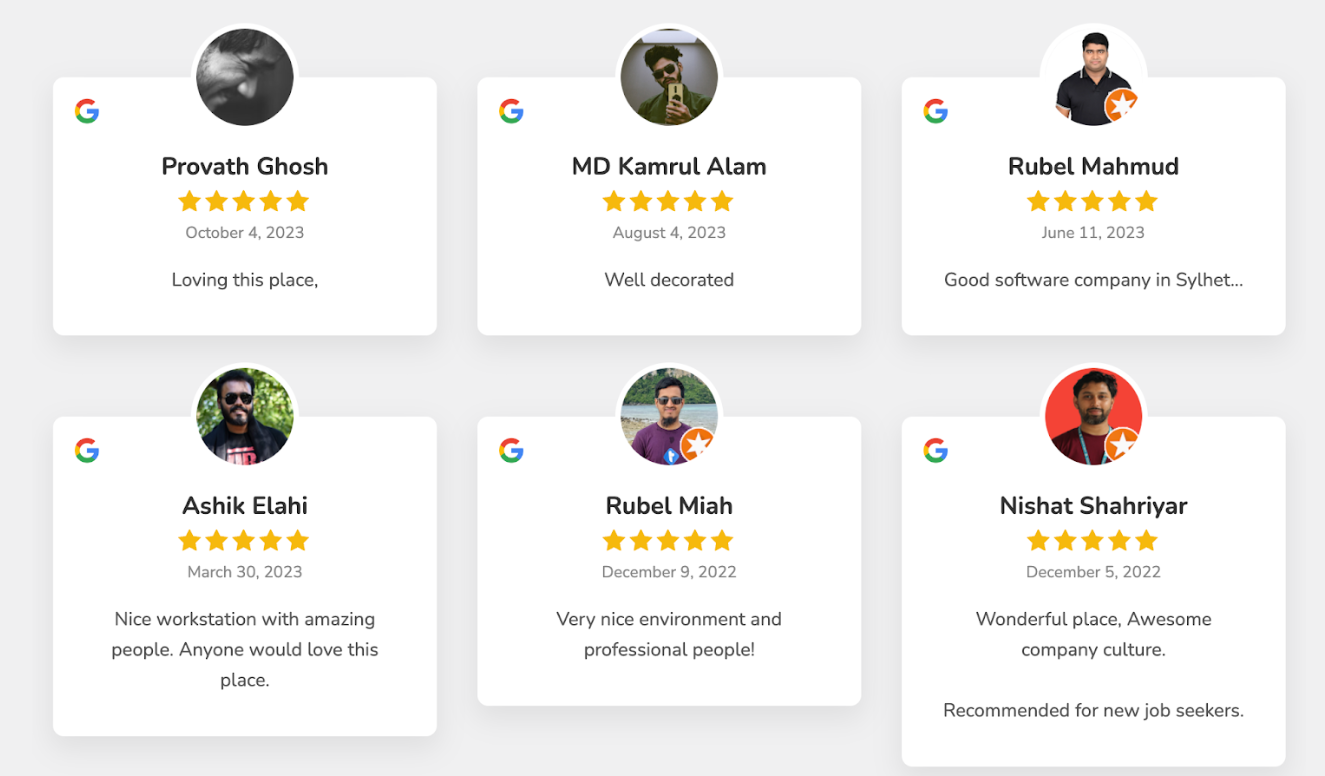 Provath Ghosh
October 4, 2023
Loving this place,
MD Kamrul Alam
August 4, 2023
Well decorated
Rubel Mahmud
June 11, 2023
Good software company in Sylhet...
Ashik Elahi
March 30, 2023
Nice workstation with amazing
people. Anyone would love this
place.
Rubel Miah
December 9, 2022
Very nice environment and
professional people!
Nishat Shahriyar
December 5, 2022
Wonderful place, Awesome
company culture.
Recommended for new job seekers.